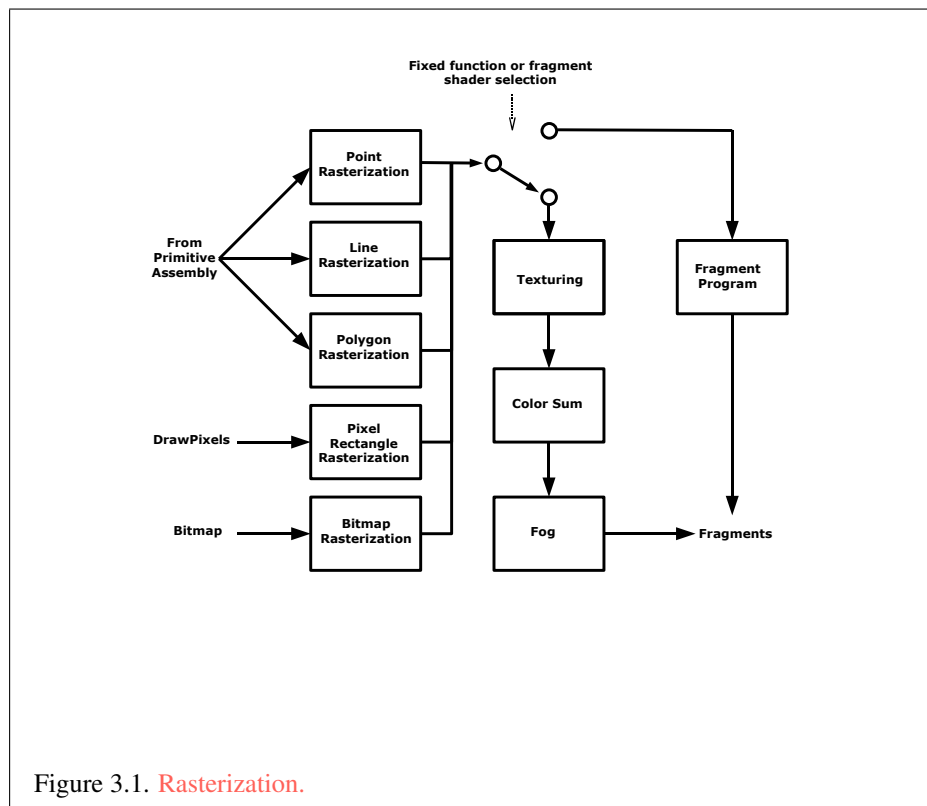 Fixed function or fragment
shader selection
Point
Rasterization
From
Primitive
Assembly
Line
Rasterization
Texturing
Fragment
Program
Polygon
Rasterization
Color Sum
DrawPixels
Pixel
Rectangle
Rasterization
Bitmap
Bitmap
Rasterization
Fog
Fragments
Figure 3.1. Rasterization.